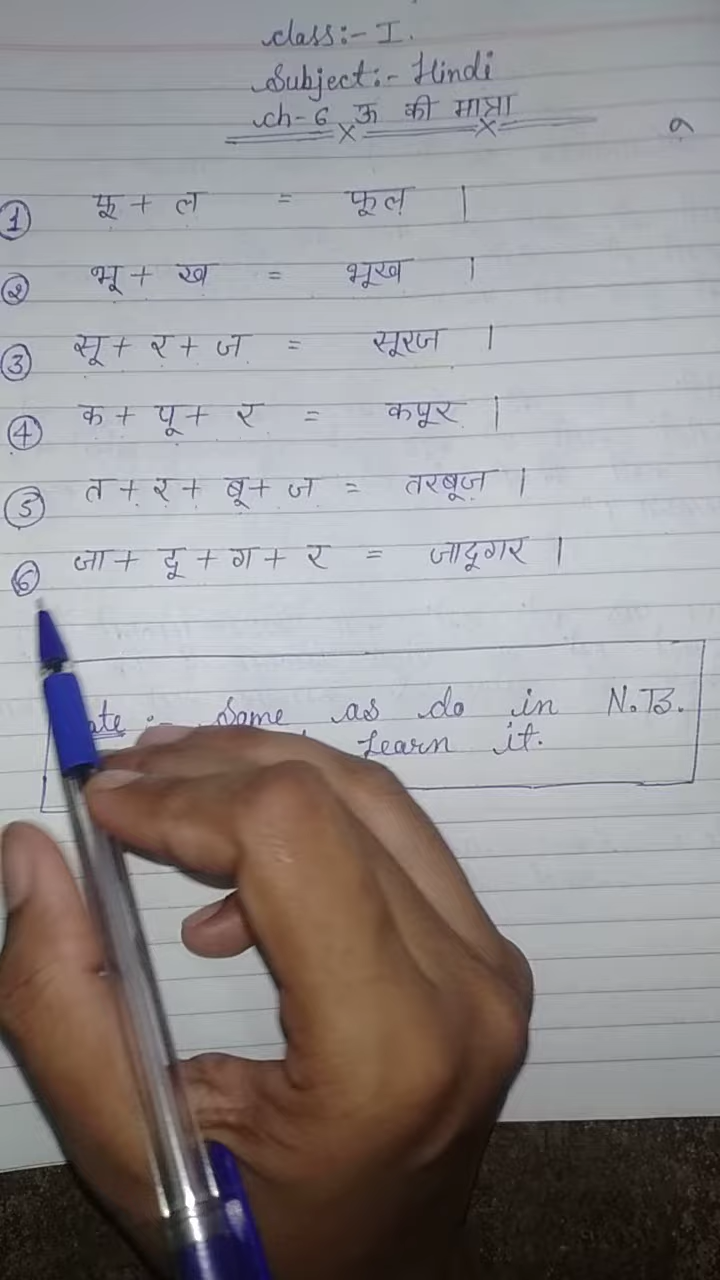 Class:- I.
Subject:- Hindi
Ch-6 ऊ की मात्रा
① फू + ल = फूल |
② भू + ख = भूख |
③ सू + र + ज = सूरज |
④ क + पू + र = कपूर |
⑤ त + र + बू + ज = तरबूज |
⑥ जा + दू + ग + र = जादूगर |
:- Same as do in N.B.
Learn it.